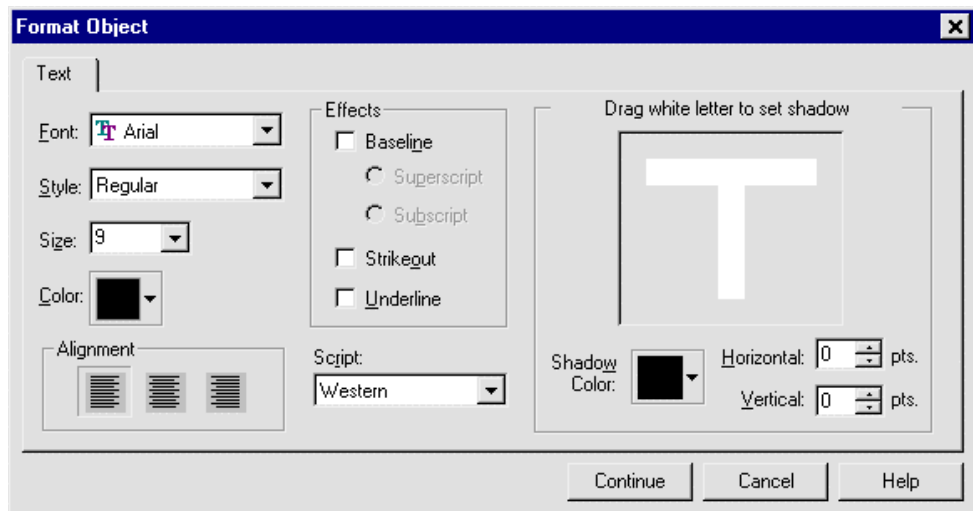 Format Object
Text
Font: Arial
Style: Regular
Size: 9
Color:
Alignment
Effects
Baseline
Superscript
Subscript
Strikeout
Underline
Script:
Western
Drag white letter to set shadow
T
Shadow Color:
Horizontal: 0 pts.
Vertical: 0 pts.
Continue Cancel Help